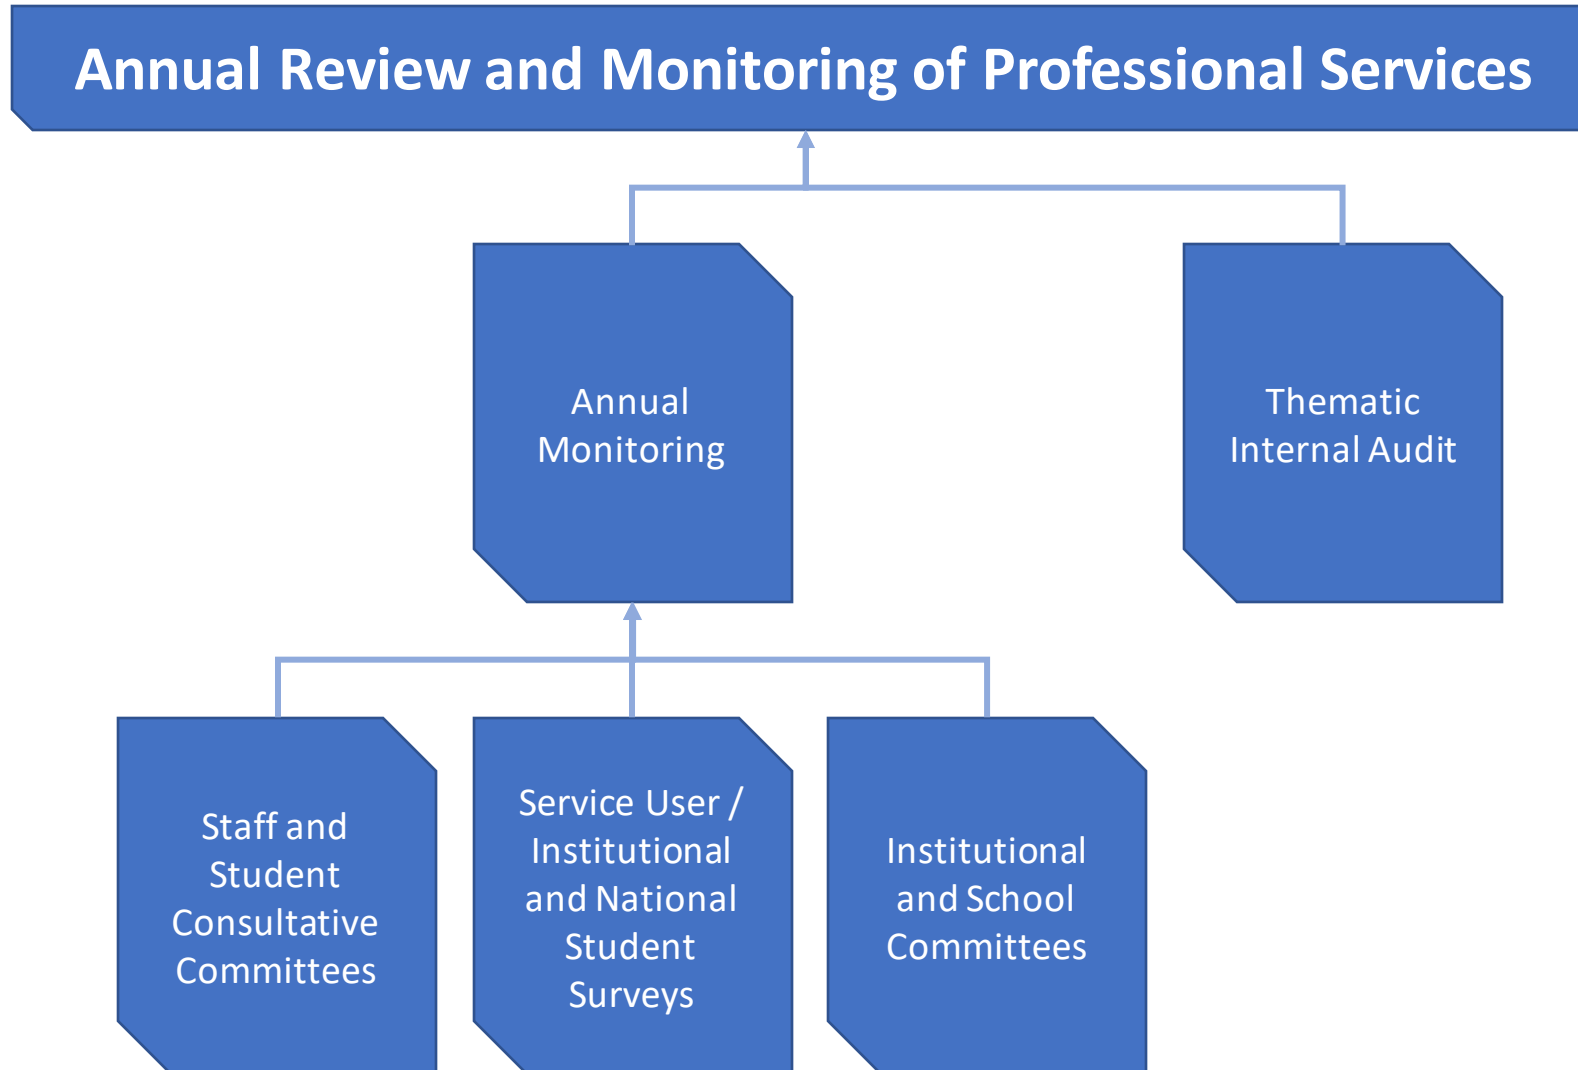 Annual Review and Monitoring of Professional Services
Annual
Monitoring
Thematic
Internal Audit
Staff and
Student
Consultative
Committees
Service User /
Institutional
and National
Student
Surveys
Institutional
and School
Committees